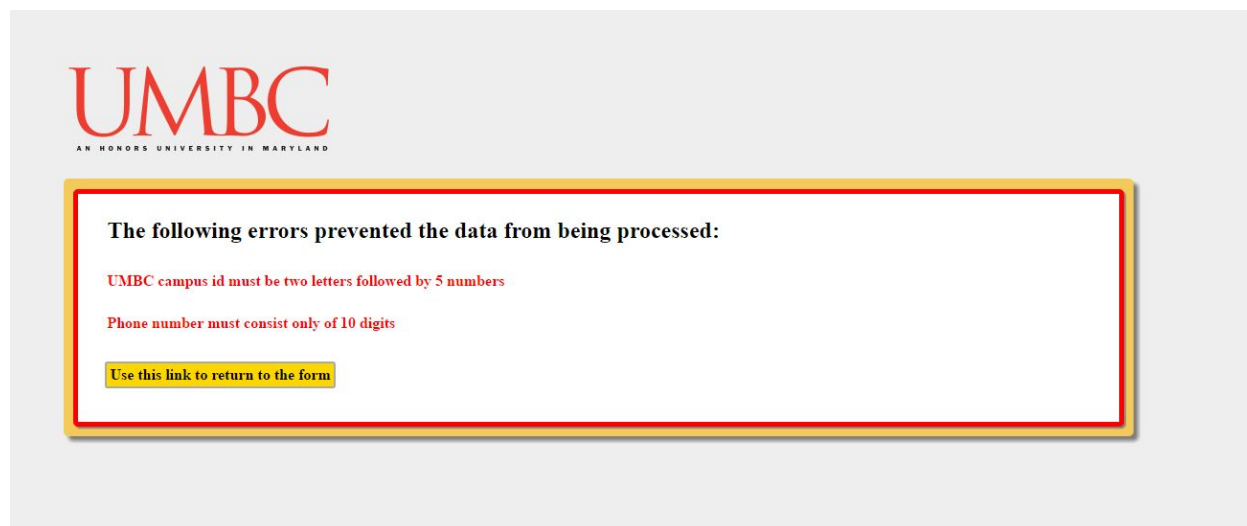 UMBC
AN HONORS UNIVERSITY IN MARYLAND
The following errors prevented the data from being processed:
UMBC campus id must be two letters followed by 5 numbers
Phone number must consist only of 10 digits
Use this link to return to the form